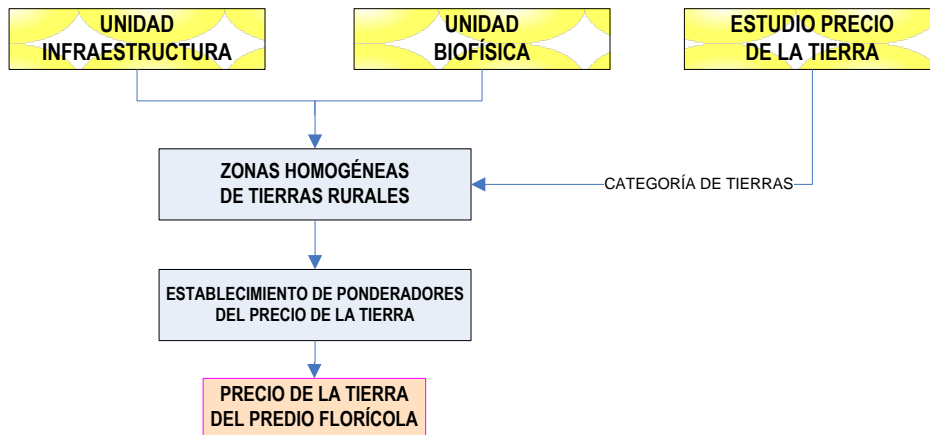 UNIDAD
INFRAESTRUCTURA
UNIDAD
BIOFÍSICA
ESTUDIO PRECIO
DE LA TIERRA
ZONAS HOMOGÉNEAS
DE TIERRAS RURALES
CATEGORÍA DE TIERRAS
ESTABLECIMIENTO DE PONDERADORES
DEL PRECIO DE LA TIERRA
PRECIO DE LA TIERRA
DEL PREDIO FLORÍCOLA